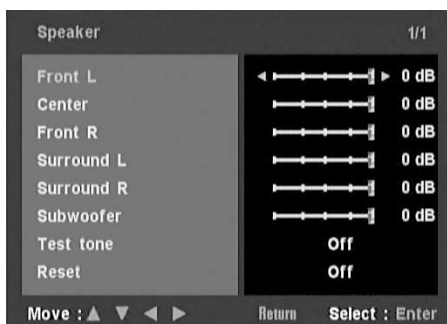 Speaker 1/1
Front L 0 dB
Center 0 dB
Front R 0 dB
Surround L 0 dB
Surround R 0 dB
Subwoofer 0 dB
Test tone Off
Reset Off
Move : ▲ ▼ ◀ ▶ Return Select : Enter